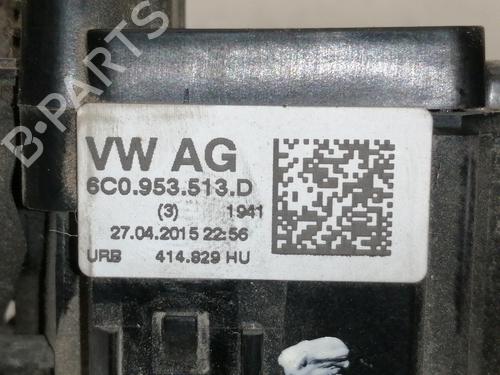 B-PARTS
VW AG
6C0.953.513.D
(3) 1941
27.04.2015 22:56
URB 414.829 HU